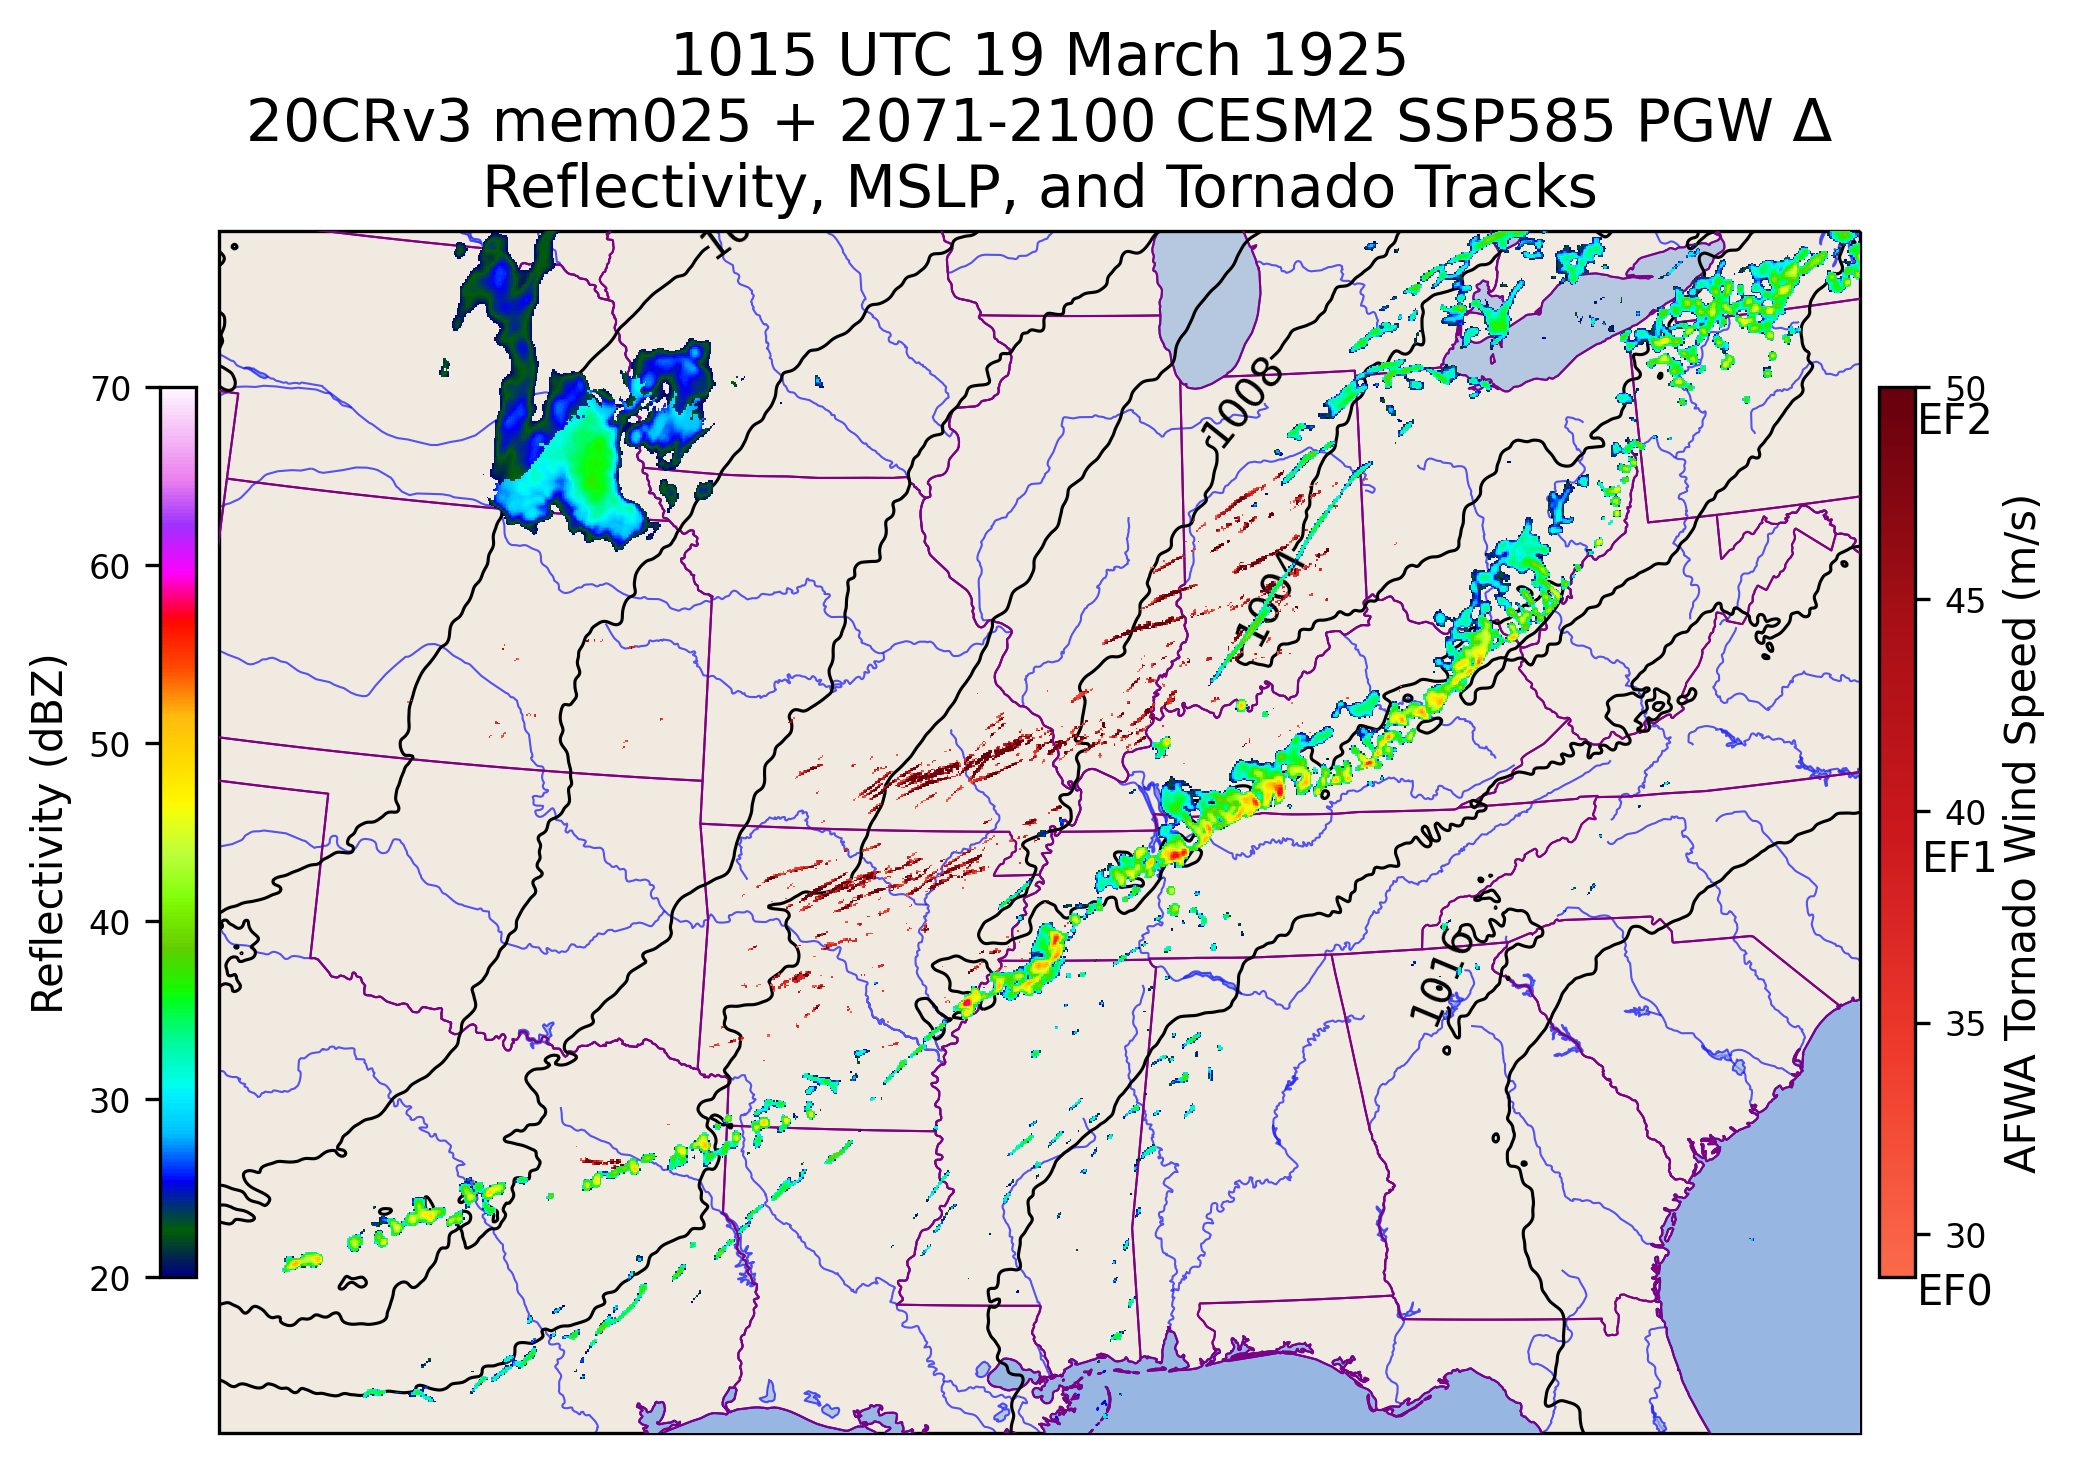 1015 UTC 19 March 1925
20CRv3 mem025 + 2071-2100 CESM2 SSP585 PGW Δ
Reflectivity, MSLP, and Tornado Tracks
Reflectivity (dBZ)
70
60
50
40
30
20
1008
1004
1016
50
EF2
45
40
EF1
35
30
EF0
AFWA Tornado Wind Speed (m/s)